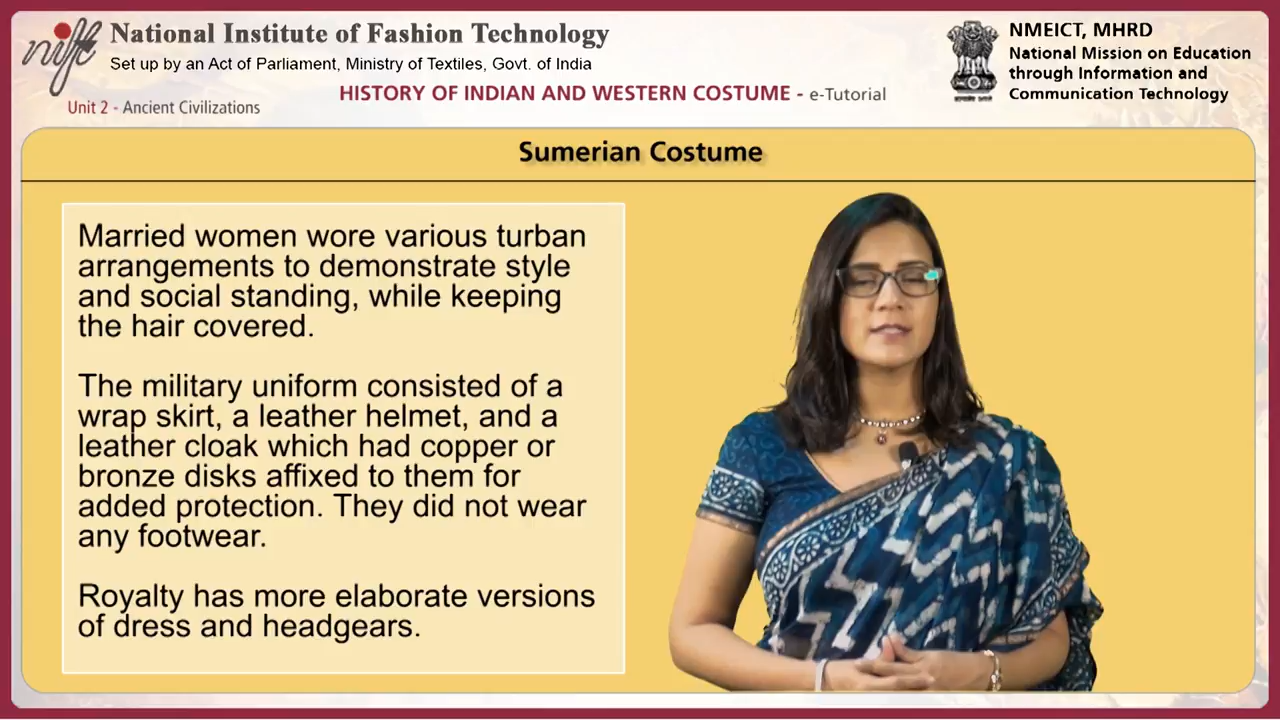 nift
National Institute of Fashion Technology
Set up by an Act of Parliament, Ministry of Textiles, Govt. of India
HISTORY OF INDIAN AND WESTERN COSTUME - e-Tutorial
Unit 2 - Ancient Civilizations
NMEICT, MHRD
National Mission on Education
through Information and
Communication Technology
Sumerian Costume
Married women wore various turban
arrangements to demonstrate style
and social standing, while keeping
the hair covered.
The military uniform consisted of a
wrap skirt, a leather helmet, and a
leather cloak which had copper or
bronze disks affixed to them for
added protection. They did not wear
any footwear.
Royalty has more elaborate versions
of dress and headgears.